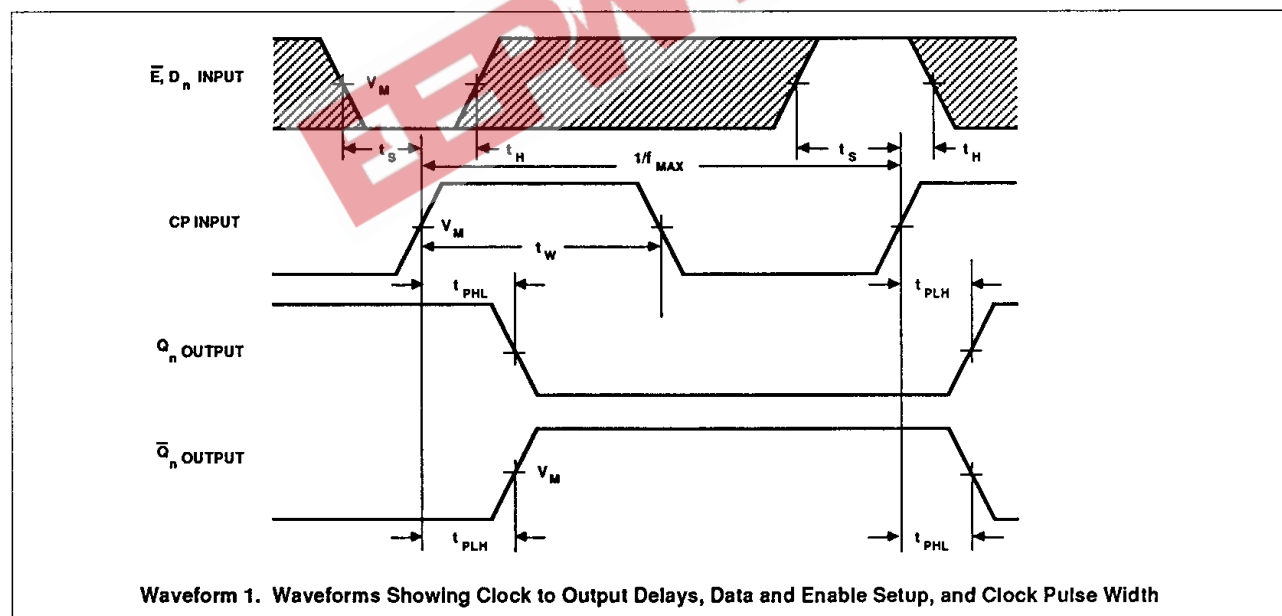 E̅, Dn INPUT
VM
tS
tH
1/fMAX
tS
tH
CP INPUT
VM
tW
tPHL
tPLH
Qn OUTPUT
Q̅n OUTPUT
VM
tPLH
tPHL
Waveform 1. Waveforms Showing Clock to Output Delays, Data and Enable Setup, and Clock Pulse Width